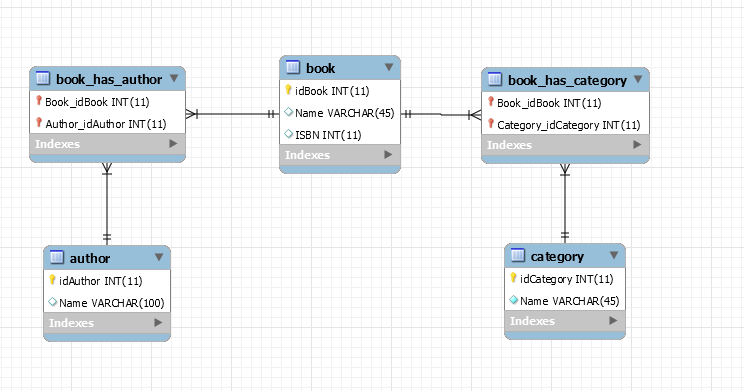 book_has_author
Book_idBook INT(11)
Author_idAuthor INT(11)
Indexes
book
idBook INT(11)
Name VARCHAR(45)
ISBN INT(11)
Indexes
book_has_category
Book_idBook INT(11)
Category_idCategory INT(11)
Indexes
author
idAuthor INT(11)
Name VARCHAR(100)
Indexes
category
idCategory INT(11)
Name VARCHAR(45)
Indexes